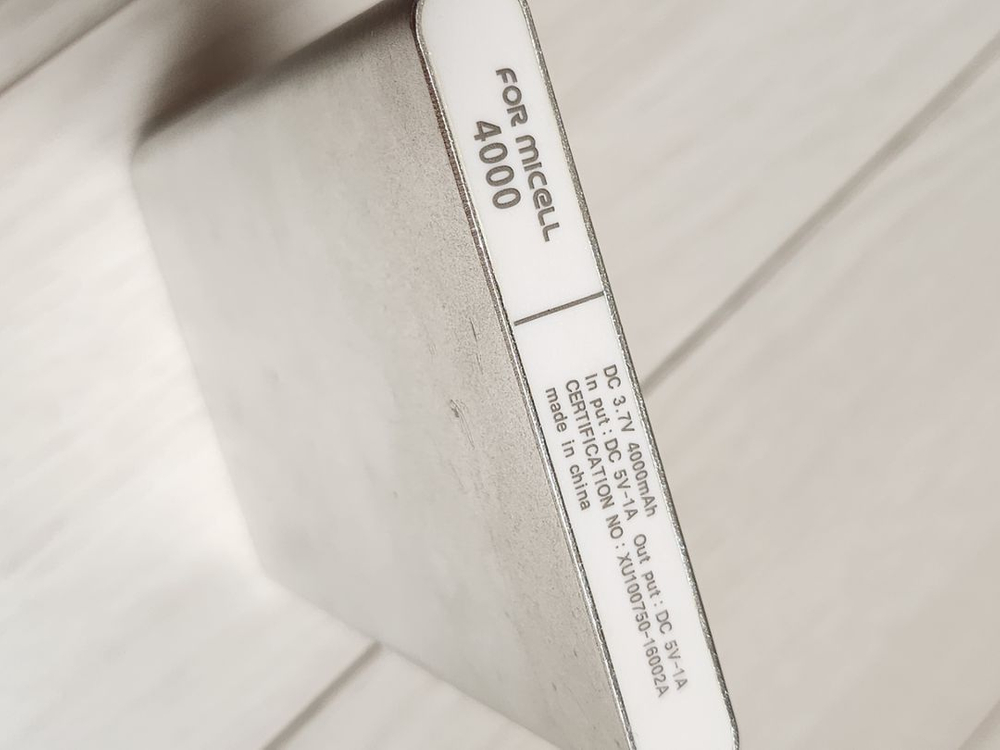 FOR MICELL
4000
DC 3.7V 4000mAh
In put : DC 5V-1A Out put : DC 5V-1A
CERTIFICATION NO : XU100750-16002A
made in china